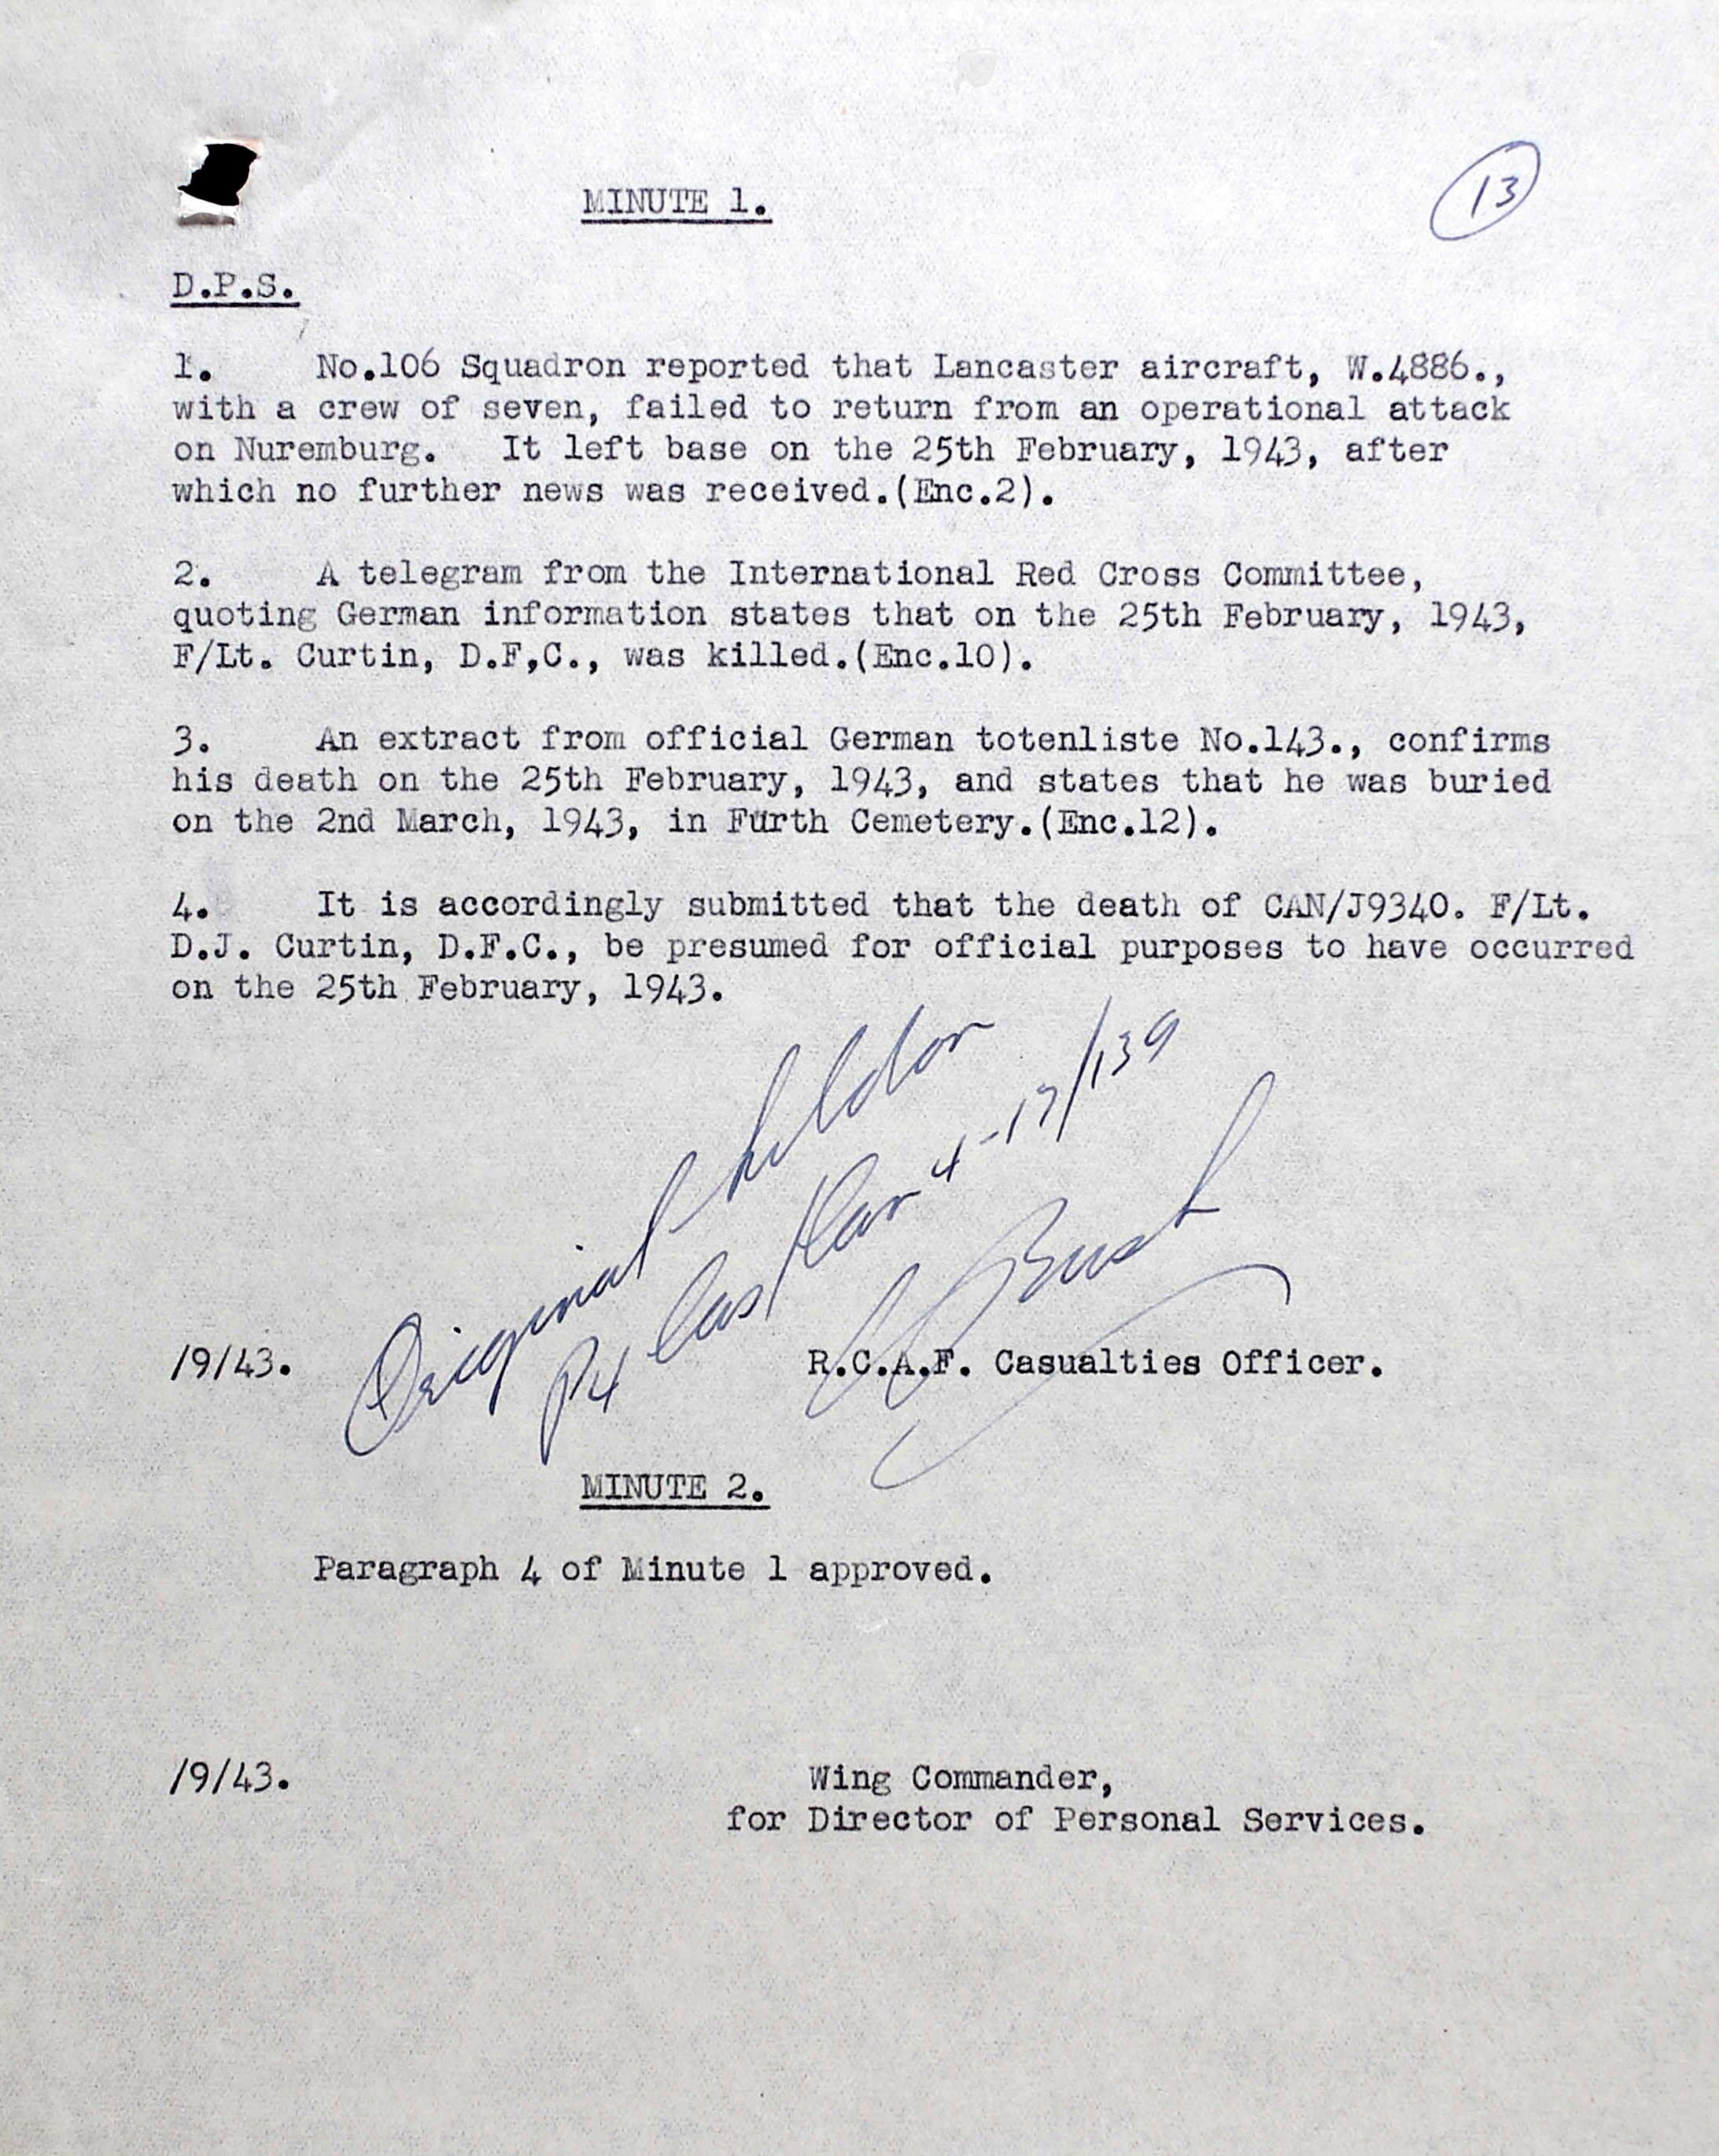 MINUTE 1.
13
D.P.S.
1. No.106 Squadron reported that Lancaster aircraft, W.4886.,
with a crew of seven, failed to return from an operational attack
on Nuremburg. It left base on the 25th February, 1943, after
which no further news was received.(Enc.2).
2. A telegram from the International Red Cross Committee,
quoting German information states that on the 25th February, 1943,
F/Lt. Curtin, D.F,C., was killed.(Enc.10).
3. An extract from official German totenliste No.143., confirms
his death on the 25th February, 1943, and states that he was buried
on the 2nd March, 1943, in Fürth Cemetery.(Enc.12).
4. It is accordingly submitted that the death of CAN/J9340. F/Lt.
D.J. Curtin, D.F.C., be presumed for official purposes to have occurred
on the 25th February, 1943.
Original held on
P4 Cas 4-17/139
/9/43. R.C.A.F. Casualties Officer.
MINUTE 2.
Paragraph 4 of Minute 1 approved.
/9/43. Wing Commander,
for Director of Personal Services.